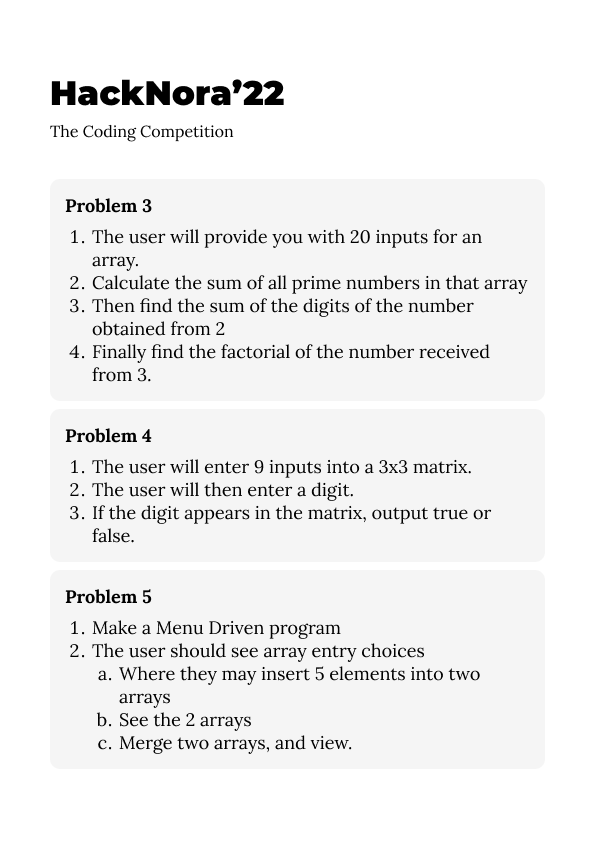 HackNora’22
The Coding Competition
Problem 3
1. The user will provide you with 20 inputs for an
array.
2. Calculate the sum of all prime numbers in that array
3. Then find the sum of the digits of the number
obtained from 2
4. Finally find the factorial of the number received
from 3.
Problem 4
1. The user will enter 9 inputs into a 3x3 matrix.
2. The user will then enter a digit.
3. If the digit appears in the matrix, output true or
false.
Problem 5
1. Make a Menu Driven program
2. The user should see array entry choices
a. Where they may insert 5 elements into two
arrays
b. See the 2 arrays
c. Merge two arrays, and view.